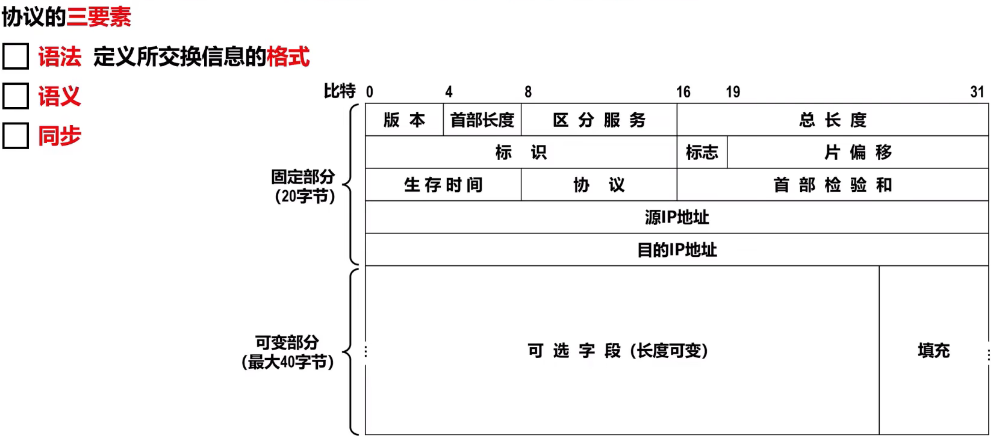 协议的三要素
语法 定义所交换信息的格式
语义
同步
比特 0 4 8 16 19 31
版本 首部长度 区分服务 总长度
标识 标志 片偏移
固定部分
(20字节)
生存时间 协议 首部检验和
源IP地址
目的IP地址
可变部分
(最大40字节)
可选字段(长度可变) 填充